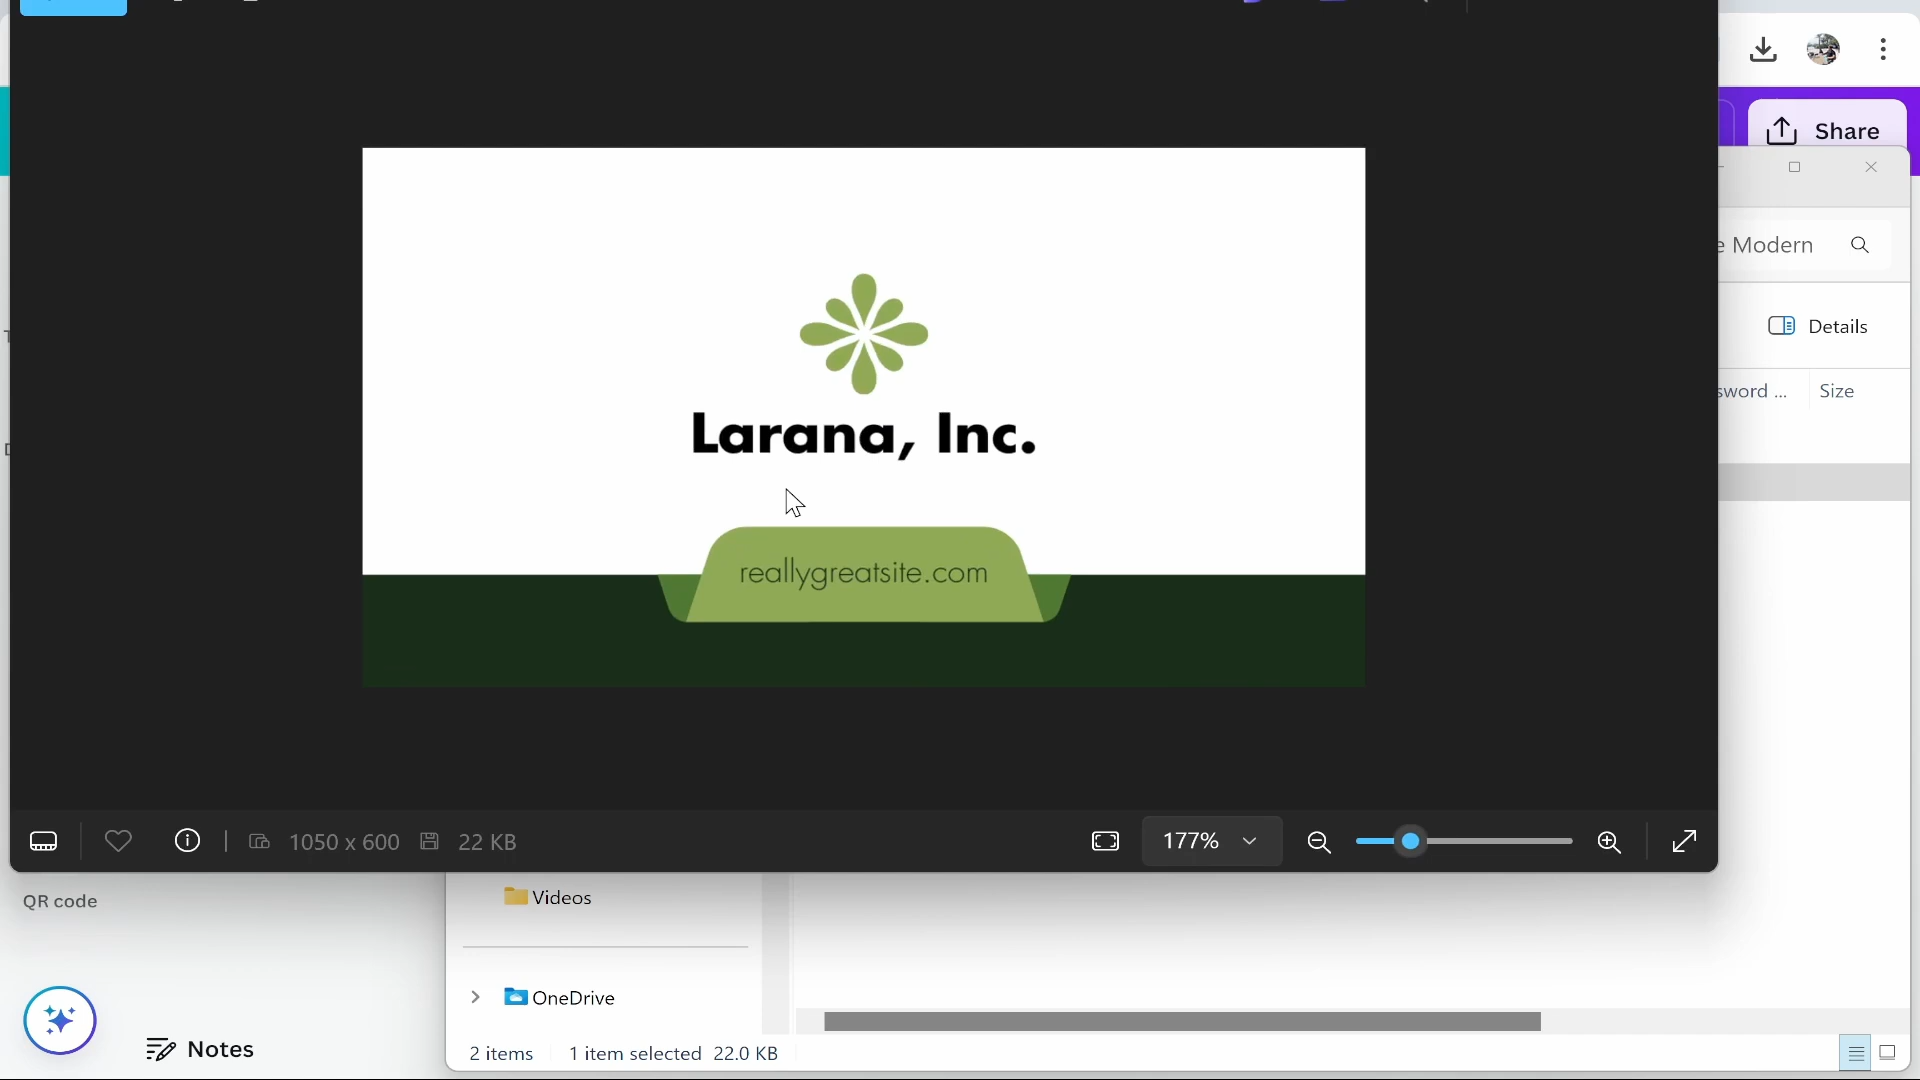 Share
e Modern
Details
sword ...
Size
Larana, Inc.
reallygreatsite.com
1050 x 600
22 KB
177%
QR code
Videos
OneDrive
Notes
2 items
1 item selected 22.0 KB